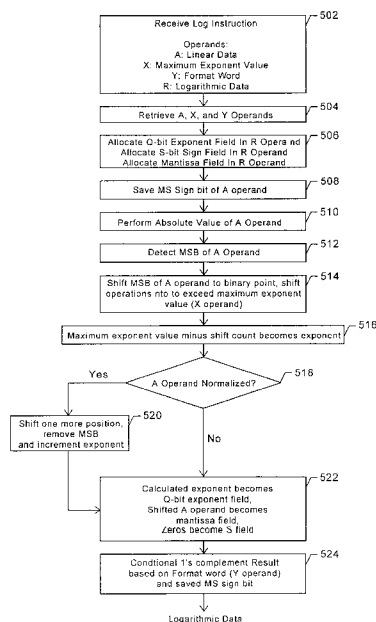 502
Receive Log Instruction
Operands:
A: Linear Data
X: Maximum Exponent Value
Y: Format Word
R: Logarithmic Data
504
Retrieve A, X, and Y Operands
506
Allocate Q-bit Exponent Field In R Operand
Allocate S-bit Sign Field In R Operand
Allocate Mantissa Field In R Operand
508
Save MS Sign bit of A operand
510
Perform Absolute Value of A Operand
512
Detect MSB of A Operand
514
Shift MSB of A operand to binary point, shift
operations nto to exceed maximum exponent
value (X operand)
516
Maximum exponent value minus shift count becomes exponent
518
A Operand Normalized?
Yes
520
Shift one more position,
remove MSB
and increment exponent
No
522
Calculated exponent becomes
Q-bit exponent field,
Shifted A operand becomes
mantissa field,
Zeros become S field
524
Condtional 1's complement Result
based on Format word (Y operand)
and saved MS sign bit
Logarithmic Data